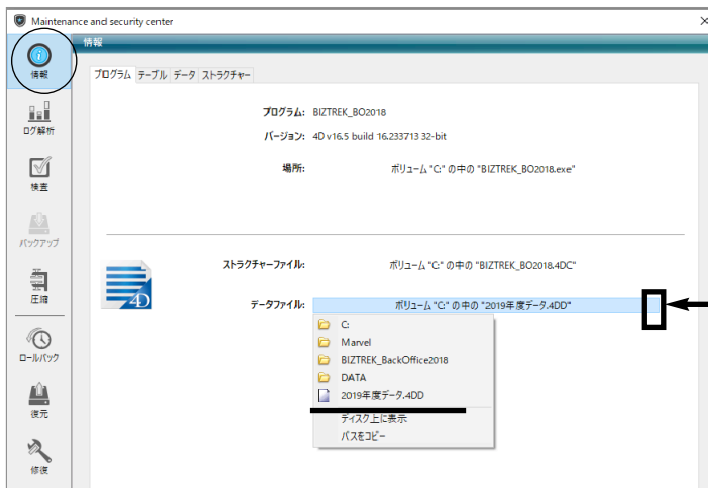 Maintenance and security center
情報
情報
ログ解析
検査
バックアップ
圧縮
ロールバック
復元
修復
プログラム テーブル データ ストラクチャー
プログラム: BIZTREK_BO2018
バージョン: 4D v16.5 build 16.233713 32-bit
場所: ボリューム "C:" の中の "BIZTREK_BO2018.exe"
4D
ストラクチャーファイル: ボリューム "C:" の中の "BIZTREK_BO2018.4DC"
データファイル: ボリューム "C:" の中の "2019年度データ.4DD"
C:
Marvel
BIZTREK_BackOffice2018
DATA
2019年度データ.4DD
ディスク上に表示
パスをコピー